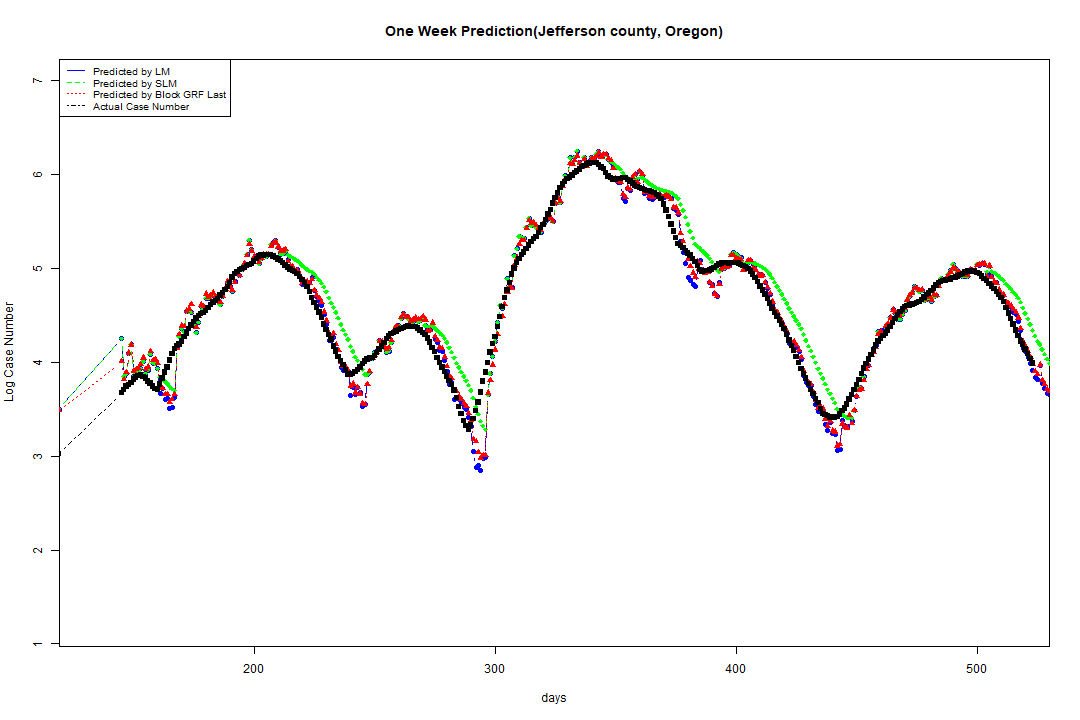 One Week Prediction(Jefferson county, Oregon)
Predicted by LM
Predicted by SLM
Predicted by Block GRF Last
Actual Case Number
7
6
5
4
3
2
1
Log Case Number
200 300 400 500
days